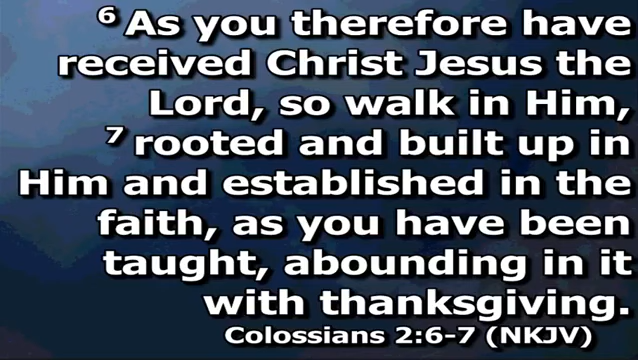 ⁶ As you therefore have
received Christ Jesus the
Lord, so walk in Him,
⁷ rooted and built up in
Him and established in the
faith, as you have been
taught, abounding in it
with thanksgiving.
Colossians 2:6-7 (NKJV)